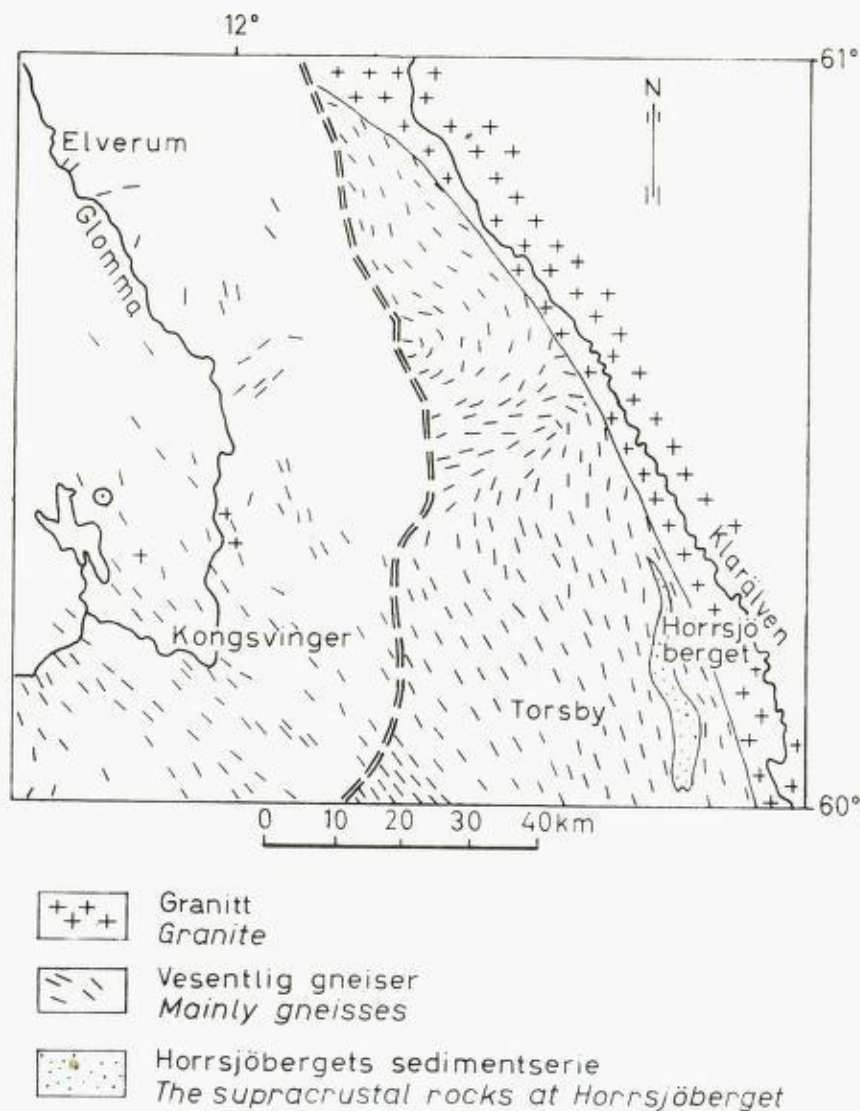 12°
61°
N
Elverum
Glomma
Klarälven
Kongsvinger
Horrsjö
berget
Torsby
60°
0 10 20 30 40km
Granitt
Granite
Vesentlig gneiser
Mainly gneisses
Horrsjöbergets sedimentserie
The supracrustal rocks at Horrsjöberget